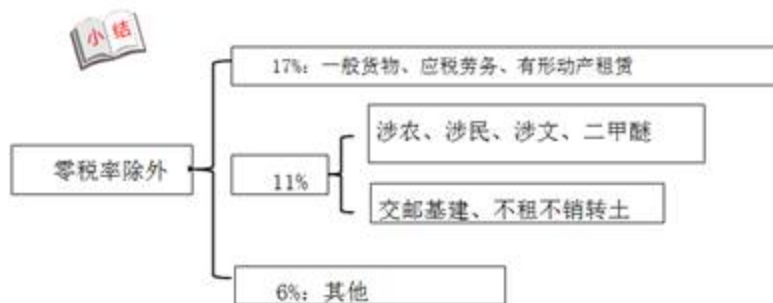 小结
17%：一般货物、应税劳务、有形动产租赁
涉农、涉民、涉文、二甲醚
零税率除外
11%
交邮基建、不租不销转土
6%：其他